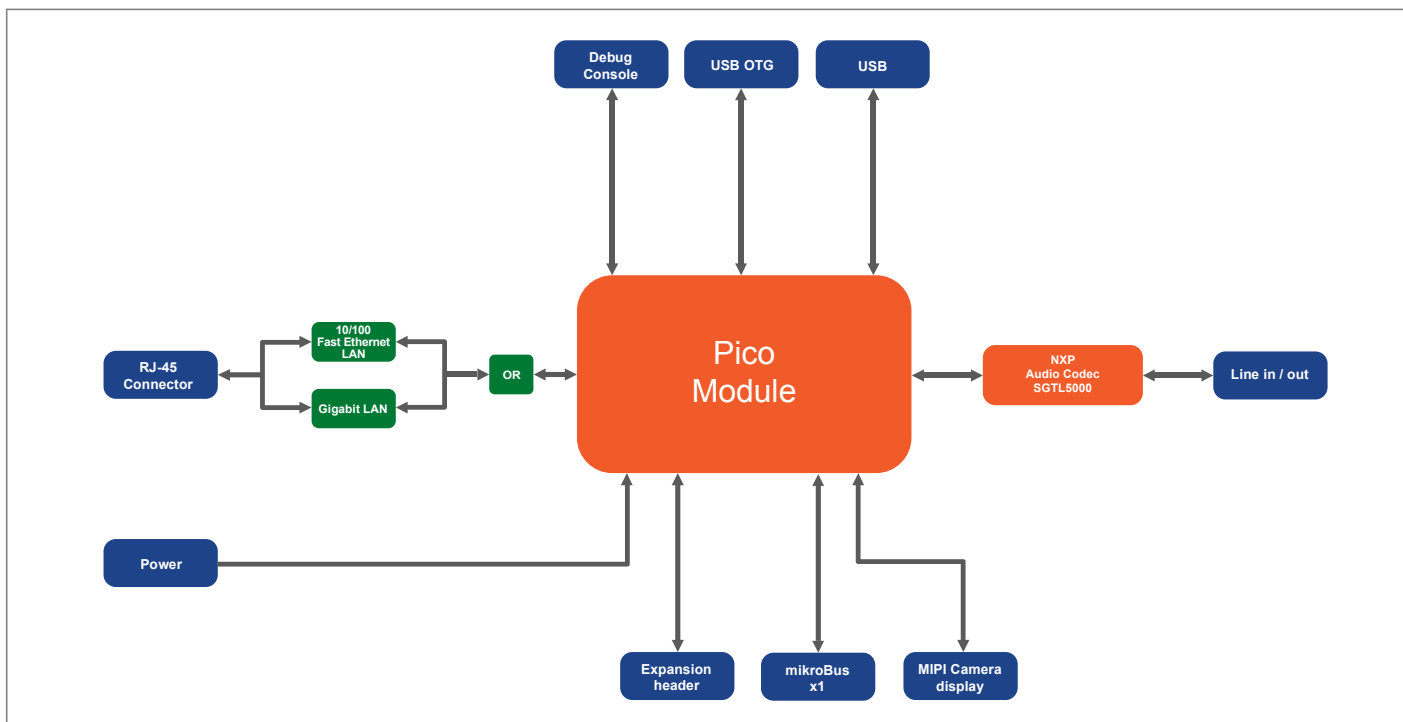 Debug
Console
USB OTG
USB
10/100
Fast Ethernet
LAN
RJ-45
Connector
OR
Gigabit LAN
Pico
Module
NXP
Audio Codec
SGTL5000
Line in / out
Power
Expansion
header
mikroBus
x1
MIPI Camera
display